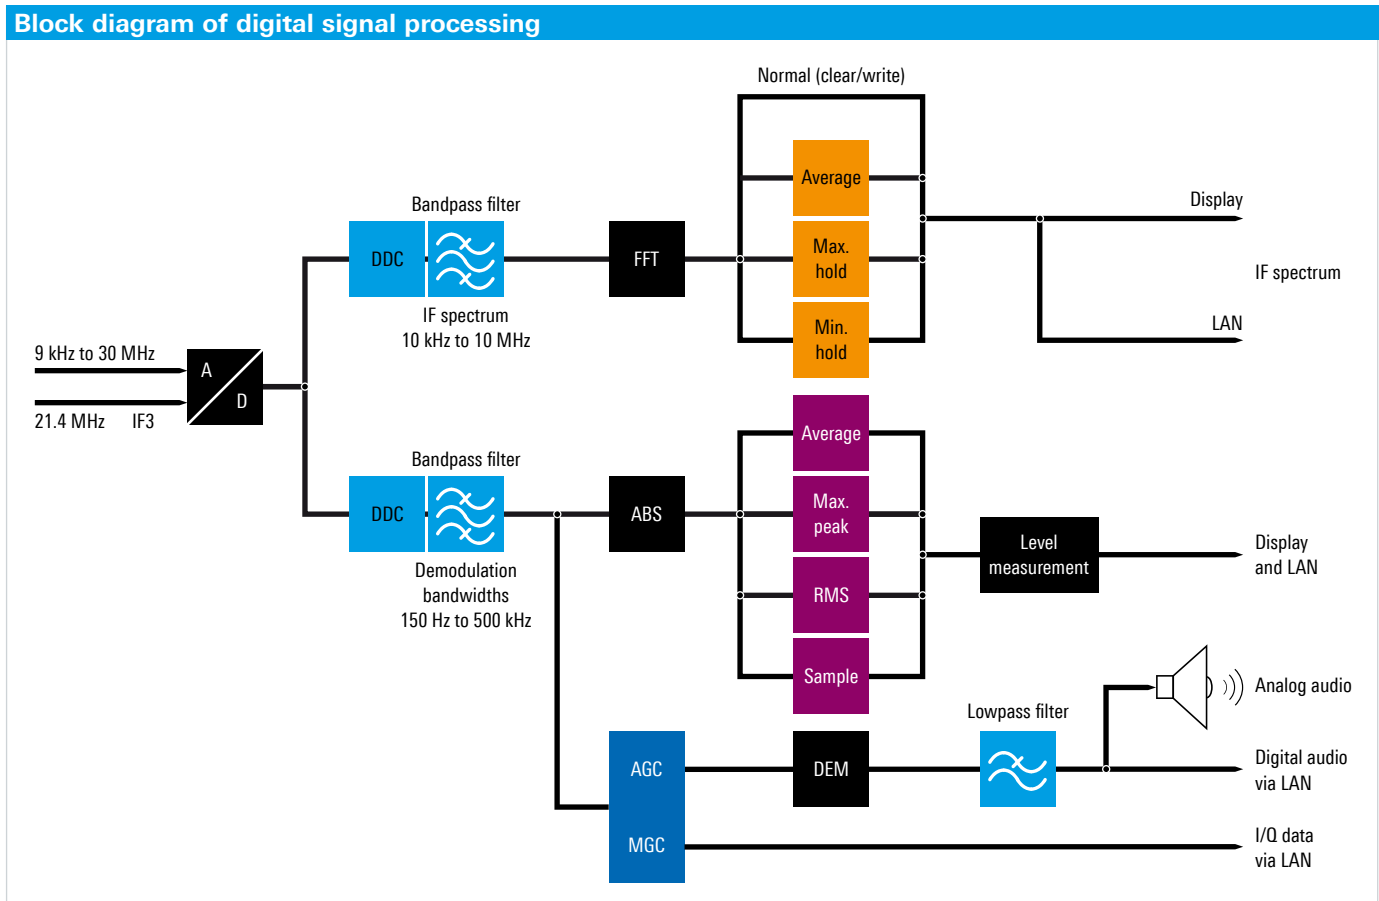 Block diagram of digital signal processing
Normal (clear/write)
Average
Display
Bandpass filter
DDC
FFT
Max.
hold
IF spectrum
IF spectrum
10 kHz to 10 MHz
Min.
hold
LAN
9 kHz to 30 MHz
A
D
21.4 MHz IF3
Average
Bandpass filter
DDC
ABS
Max.
peak
Level
measurement
Display
and LAN
Demodulation
bandwidths
150 Hz to 500 kHz
RMS
Sample
Analog audio
Lowpass filter
AGC
DEM
Digital audio
via LAN
MGC
I/Q data
via LAN